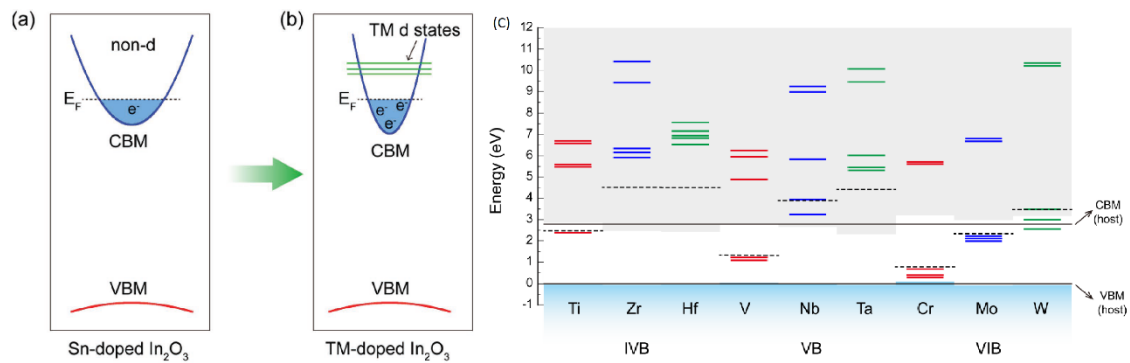 (a)
non-d
E_F
e⁻
CBM
VBM
Sn-doped In₂O₃
(b)
TM d states
E_F
e⁻ e⁻
e⁻
CBM
VBM
TM-doped In₂O₃
(c)
Energy (eV)
12
11
10
9
8
7
6
5
4
3
2
1
0
-1
CBM
(host)
VBM
(host)
Ti Zr Hf V Nb Ta Cr Mo W
IVB VB VIB